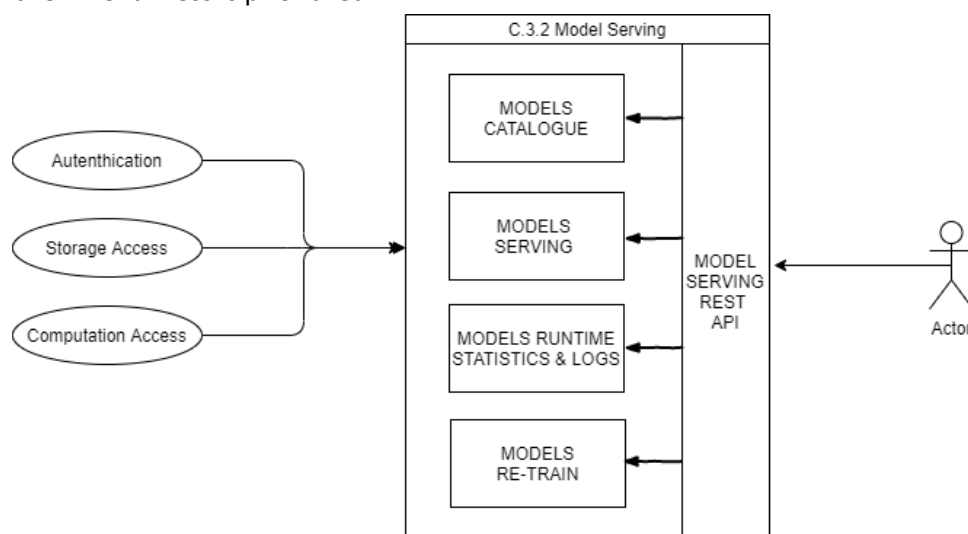 C.3.2 Model Serving
MODELS
CATALOGUE
Autenthication
MODELS
SERVING
Storage Access
MODEL
SERVING
REST
API
Computation Access
MODELS RUNTIME
STATISTICS & LOGS
Actor
MODELS
RE-TRAIN